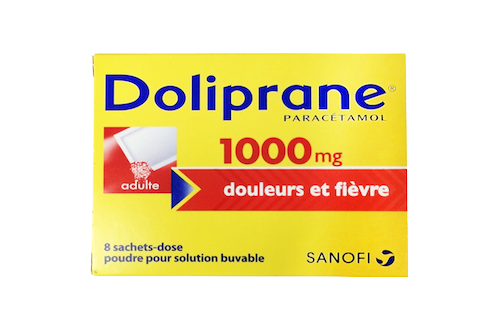 Doliprane®
PARACÉTAMOL
1000 mg
adulte
douleurs et fièvre
8 sachets-dose
poudre pour solution buvable
SANOFI